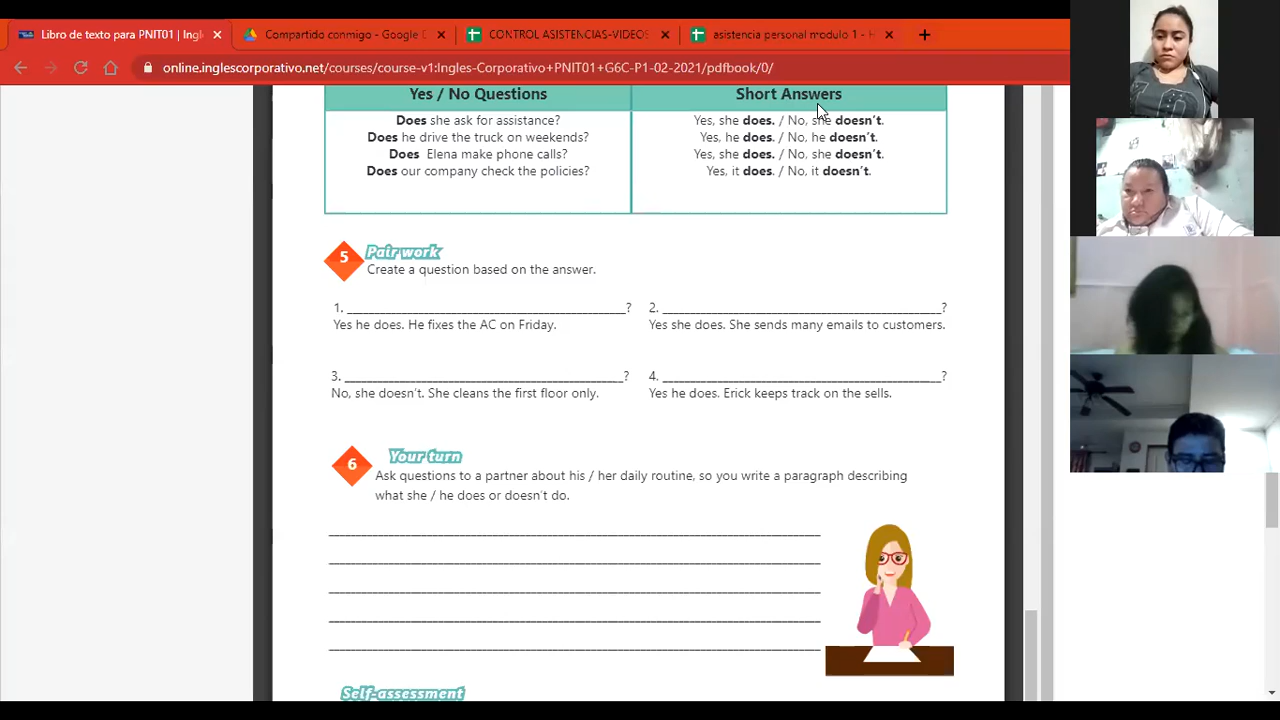 Libro de texto para PNIT01 | Ingl
Compartido conmigo - Google D
CONTROL ASISTENCIAS-VIDEOS
asistencia personal modulo 1 - H
online.inglescorporativo.net/courses/course-v1:Ingles-Corporativo+PNIT01+G6C-P1-02-2021/pdfbook/0/
Yes / No Questions
Does she ask for assistance?
Does he drive the truck on weekends?
Does Elena make phone calls?
Does our company check the policies?
Short Answers
Yes, she does. / No, she doesn't.
Yes, he does. / No, he doesn't.
Yes, she does. / No, she doesn't.
Yes, it does. / No, it doesn't.
5 Pair work
Create a question based on the answer.
1. ________________________________________?
Yes he does. He fixes the AC on Friday.
2. ________________________________________?
Yes she does. She sends many emails to customers.
3. ________________________________________?
No, she doesn't. She cleans the first floor only.
4. ________________________________________?
Yes he does. Erick keeps track on the sells.
6 Your turn
Ask questions to a partner about his / her daily routine, so you write a paragraph describing
what she / he does or doesn't do.
Self-assessment